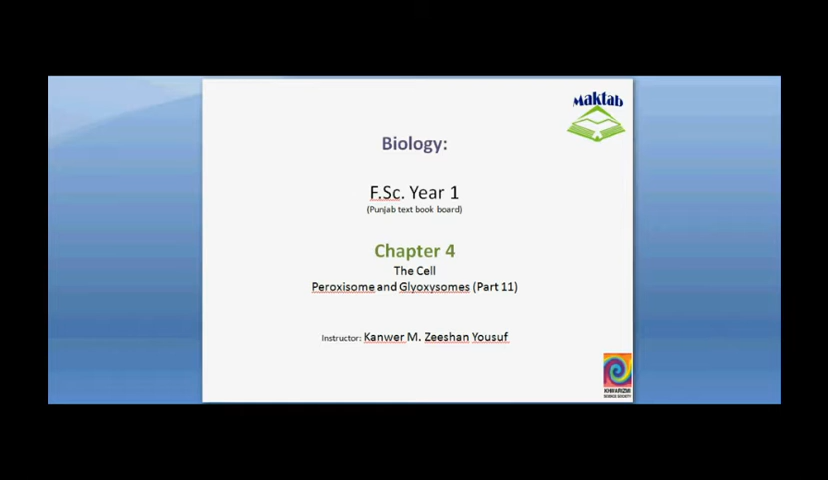 Maktab
Biology:
F.Sc. Year 1
(Punjab text book board)
Chapter 4
The Cell
Peroxisome and Glyoxysomes (Part 11)
Instructor: Kanwer M. Zeeshan Yousuf
KHWARIZMI
SCIENCE SOCIETY